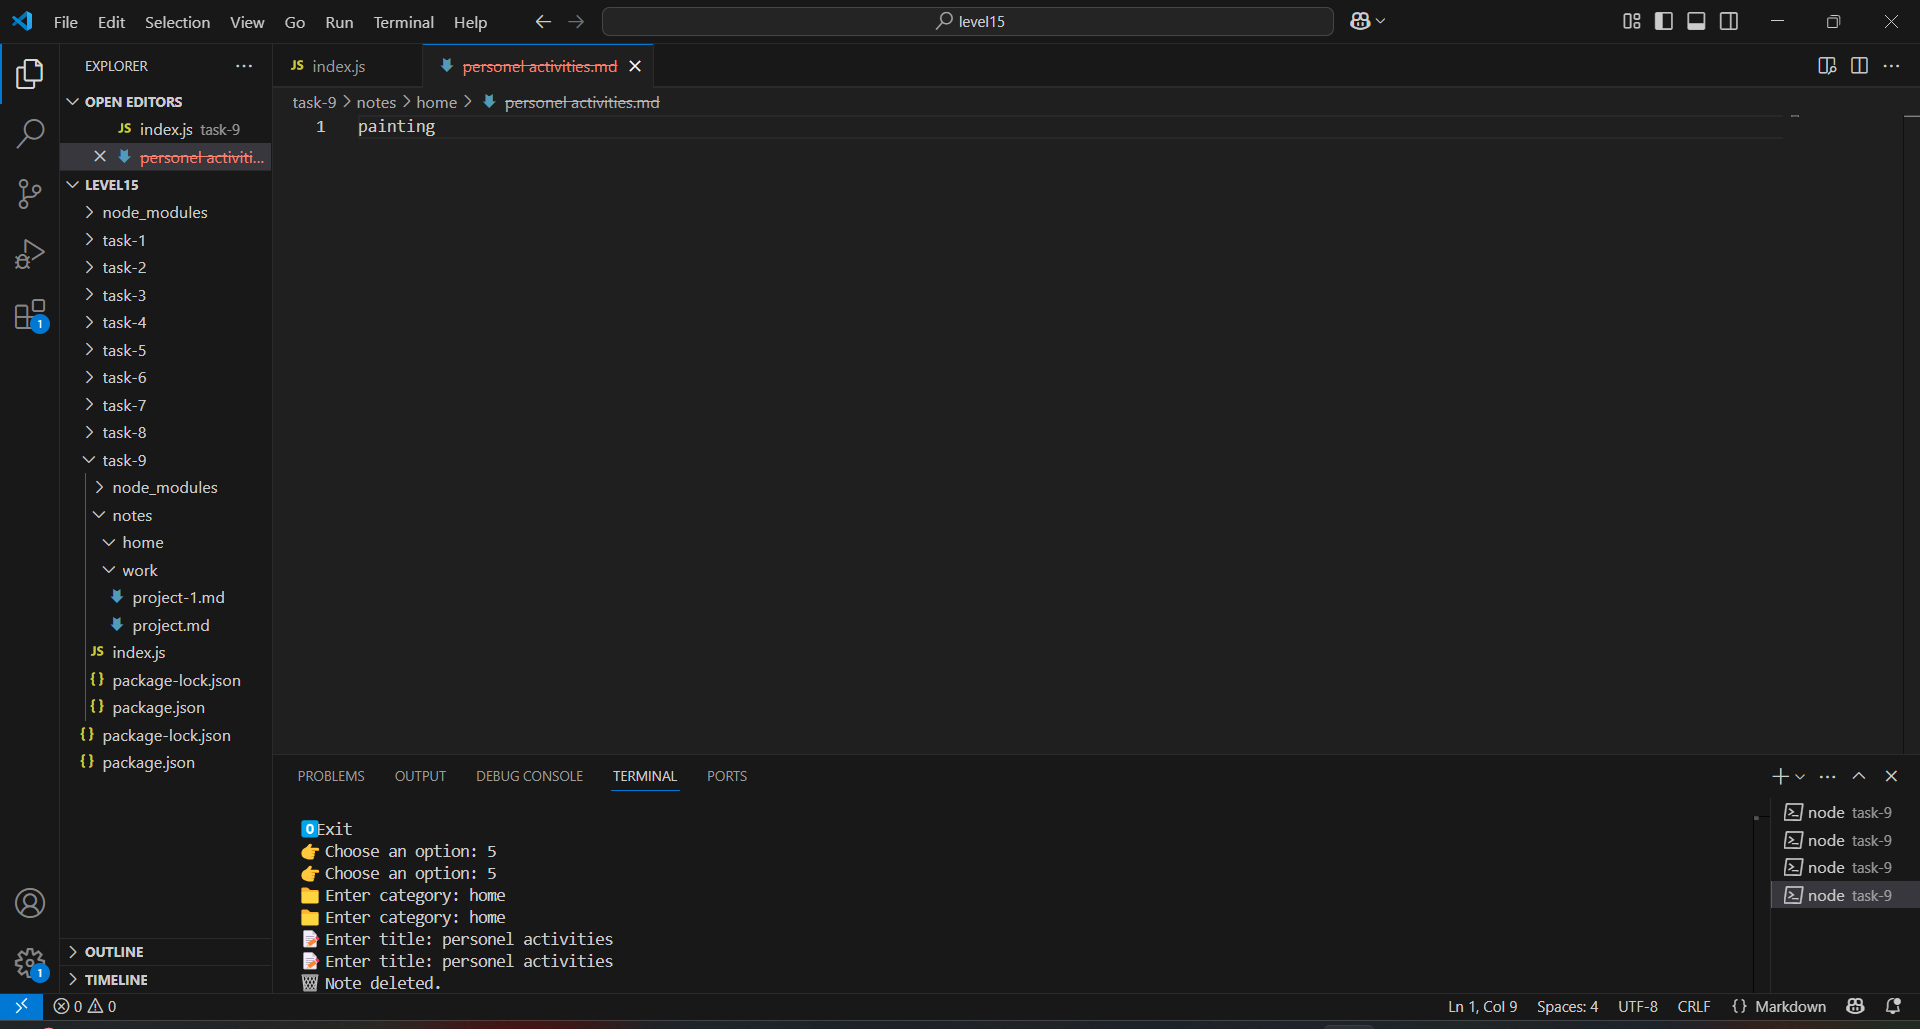 File Edit Selection View Go Run Terminal Help
level15
EXPLORER
OPEN EDITORS
JS index.js task-9
personel activiti...
LEVEL15
node_modules
task-1
task-2
task-3
task-4
task-5
task-6
task-7
task-8
task-9
node_modules
notes
home
work
project-1.md
project.md
JS index.js
{} package-lock.json
{} package.json
{} package-lock.json
{} package.json
OUTLINE
TIMELINE
1
1
JS index.js
personel activities.md
task-9 > notes > home > personel activities.md
1 painting
PROBLEMS OUTPUT DEBUG CONSOLE TERMINAL PORTS
0 Exit
👉 Choose an option: 5
👉 Choose an option: 5
📁 Enter category: home
📁 Enter category: home
📝 Enter title: personel activities
📝 Enter title: personel activities
🗑️ Note deleted.
node task-9
node task-9
node task-9
node task-9
0 0
Ln 1, Col 9 Spaces: 4 UTF-8 CRLF {} Markdown